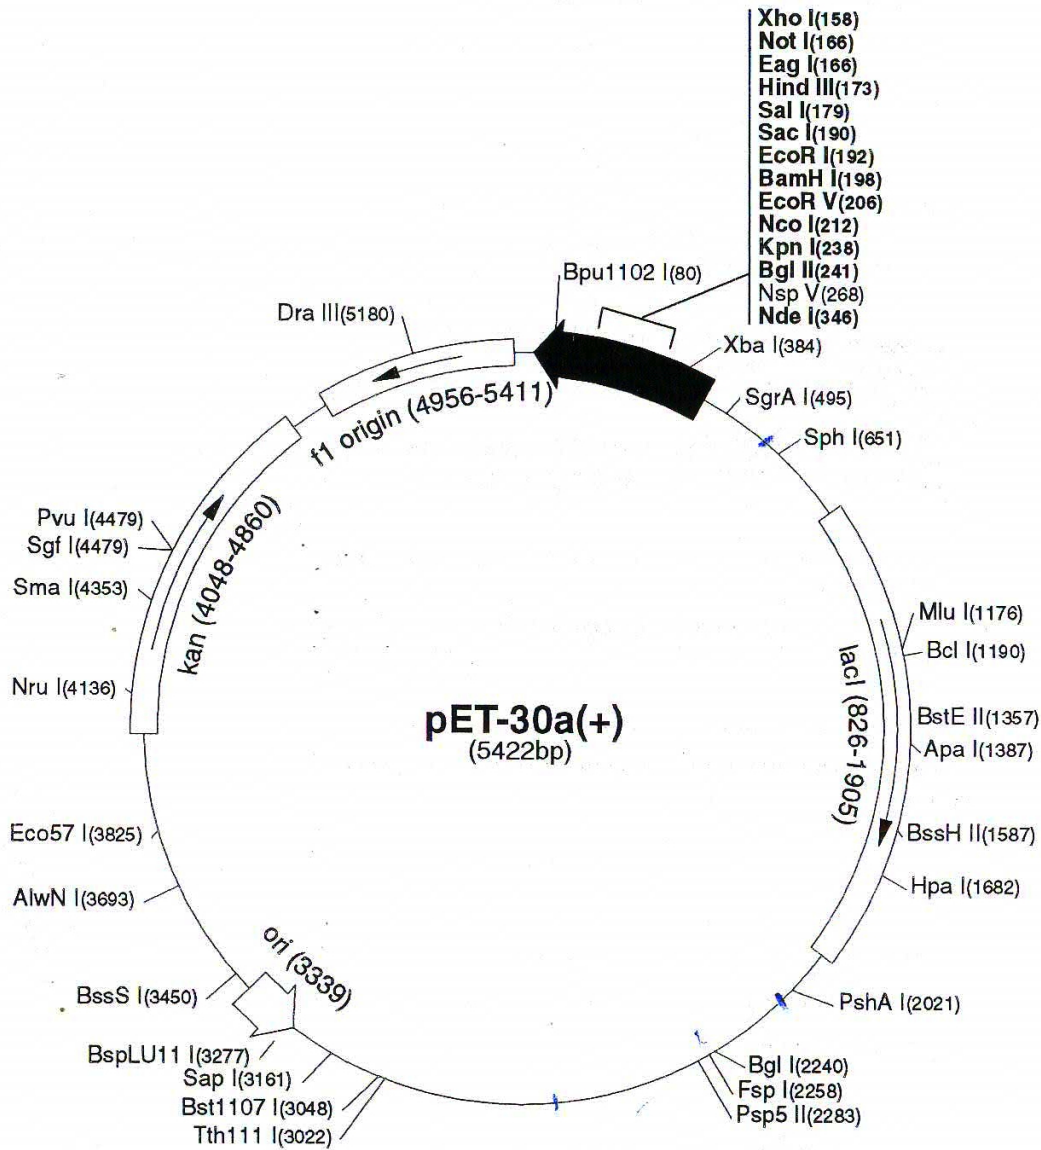 Xho I(158)
Not I(166)
Eag I(166)
Hind III(173)
Sal I(179)
Sac I(190)
EcoR I(192)
BamH I(198)
EcoR V(206)
Nco I(212)
Kpn I(238)
Bgl II(241)
Nsp V(268)
Nde I(346)
Bpu1102 I(80)
Dra III(5180)
Xba I(384)
SgrA I(495)
Sph I(651)
f1 origin (4956-5411)
Pvu I(4479)
Sgf I(4479)
Sma I(4353)
kan (4048-4860)
Nru I(4136)
Mlu I(1176)
Bcl I(1190)
lacI (826-1905)
BstE II(1357)
Apa I(1387)
pET-30a(+)
(5422bp)
BssH II(1587)
Eco57 I(3825)
Hpa I(1682)
AlwN I(3693)
ori (3339)
BssS I(3450)
PshA I(2021)
BspLU11 I(3277)
Sap I(3161)
Bst1107 I(3048)
Tth111 I(3022)
Bgl I(2240)
Fsp I(2258)
Psp5 II(2283)